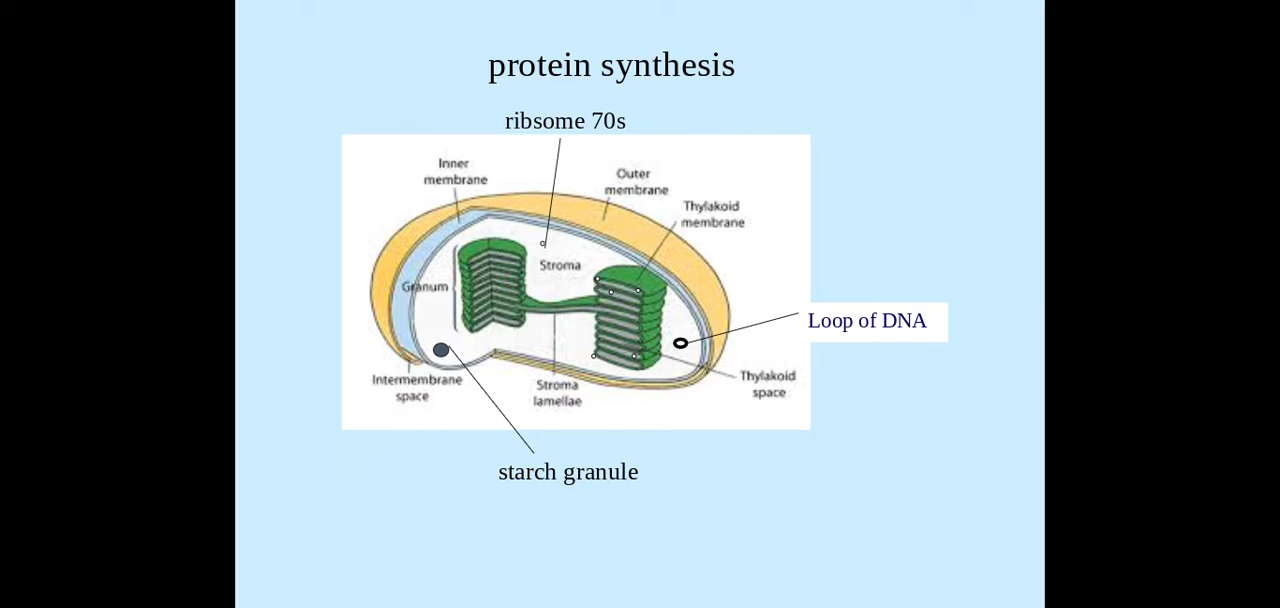 protein synthesis
ribsome 70s
Inner
membrane
Outer
membrane
Thylakoid
membrane
Stroma
Granum
Loop of DNA
Intermembrane
space
Stroma
lamellae
Thylakoid
space
starch granule